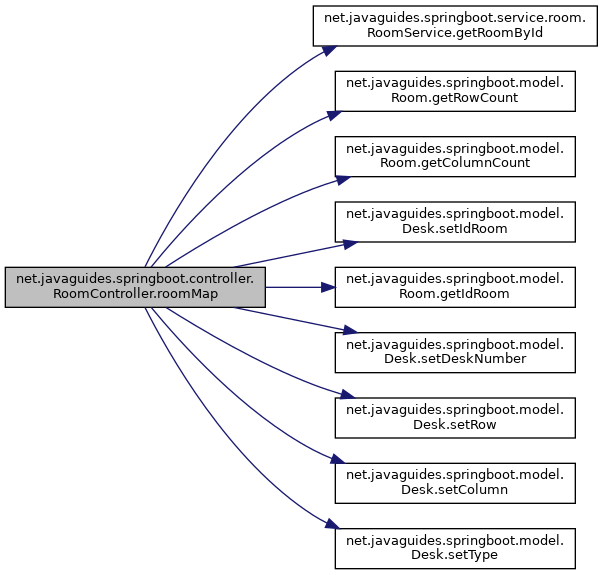 net.javaguides.springboot.service.room.
RoomService.getRoomById
net.javaguides.springboot.model.
Room.getRowCount
net.javaguides.springboot.model.
Room.getColumnCount
net.javaguides.springboot.model.
Desk.setIdRoom
net.javaguides.springboot.controller.
RoomController.roomMap
net.javaguides.springboot.model.
Room.getIdRoom
net.javaguides.springboot.model.
Desk.setDeskNumber
net.javaguides.springboot.model.
Desk.setRow
net.javaguides.springboot.model.
Desk.setColumn
net.javaguides.springboot.model.
Desk.setType